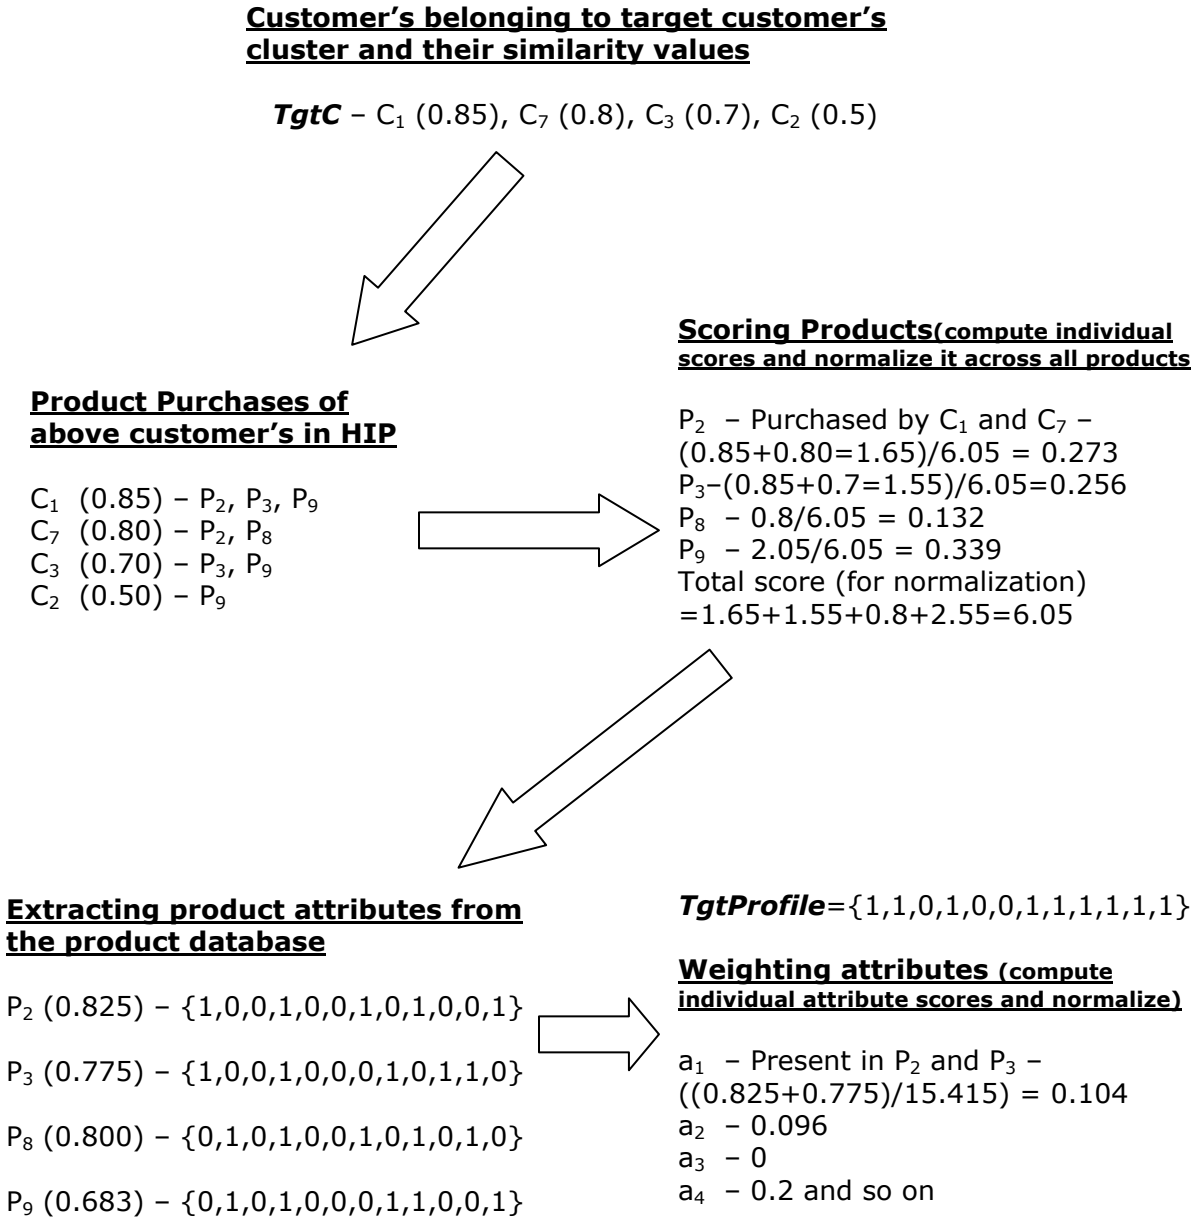 Customer's belonging to target customer's
cluster and their similarity values
TgtC – C₁ (0.85), C₇ (0.8), C₃ (0.7), C₂ (0.5)
Product Purchases of
above customer's in HIP
C₁ (0.85) – P₂, P₃, P₉
C₇ (0.80) – P₂, P₈
C₃ (0.70) – P₃, P₉
C₂ (0.50) – P₉
Scoring Products(compute individual
scores and normalize it across all products
P₂ – Purchased by C₁ and C₇ –
(0.85+0.80=1.65)/6.05 = 0.273
P₃–(0.85+0.7=1.55)/6.05=0.256
P₈ – 0.8/6.05 = 0.132
P₉ – 2.05/6.05 = 0.339
Total score (for normalization)
=1.65+1.55+0.8+2.55=6.05
Extracting product attributes from
the product database
P₂ (0.825) – {1,0,0,1,0,0,1,0,1,0,0,1}
P₃ (0.775) – {1,0,0,1,0,0,0,1,0,1,1,0}
P₈ (0.800) – {0,1,0,1,0,0,1,0,1,0,1,0}
P₉ (0.683) – {0,1,0,1,0,0,0,1,1,0,0,1}
TgtProfile={1,1,0,1,0,0,1,1,1,1,1,1}
Weighting attributes (compute
individual attribute scores and normalize)
a₁ – Present in P₂ and P₃ –
((0.825+0.775)/15.415) = 0.104
a₂ – 0.096
a₃ – 0
a₄ – 0.2 and so on